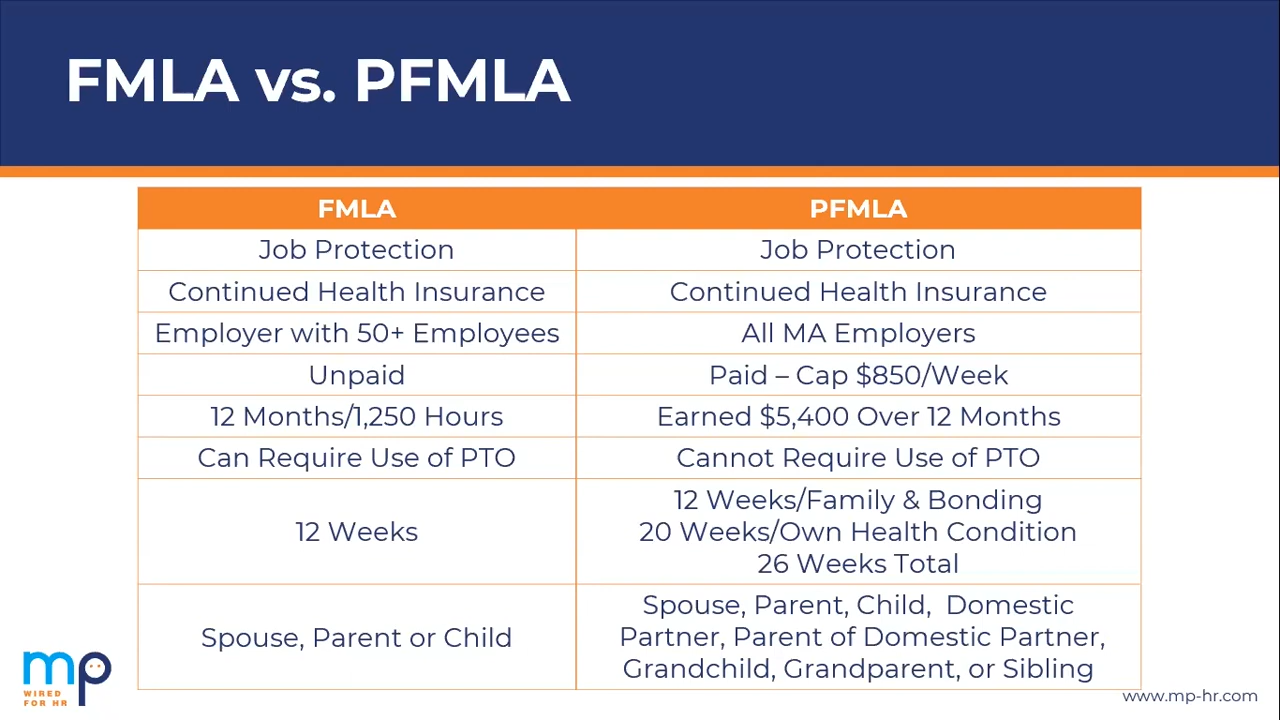 FMLA vs. PFMLA
FMLA PFMLA
Job Protection Job Protection
Continued Health Insurance Continued Health Insurance
Employer with 50+ Employees All MA Employers
Unpaid Paid – Cap $850/Week
12 Months/1,250 Hours Earned $5,400 Over 12 Months
Can Require Use of PTO Cannot Require Use of PTO
12 Weeks
12 Weeks/Family & Bonding
20 Weeks/Own Health Condition
26 Weeks Total
Spouse, Parent or Child
Spouse, Parent, Child, Domestic
Partner, Parent of Domestic Partner,
Grandchild, Grandparent, or Sibling
mp
WIRED
FOR HR
www.mp-hr.com